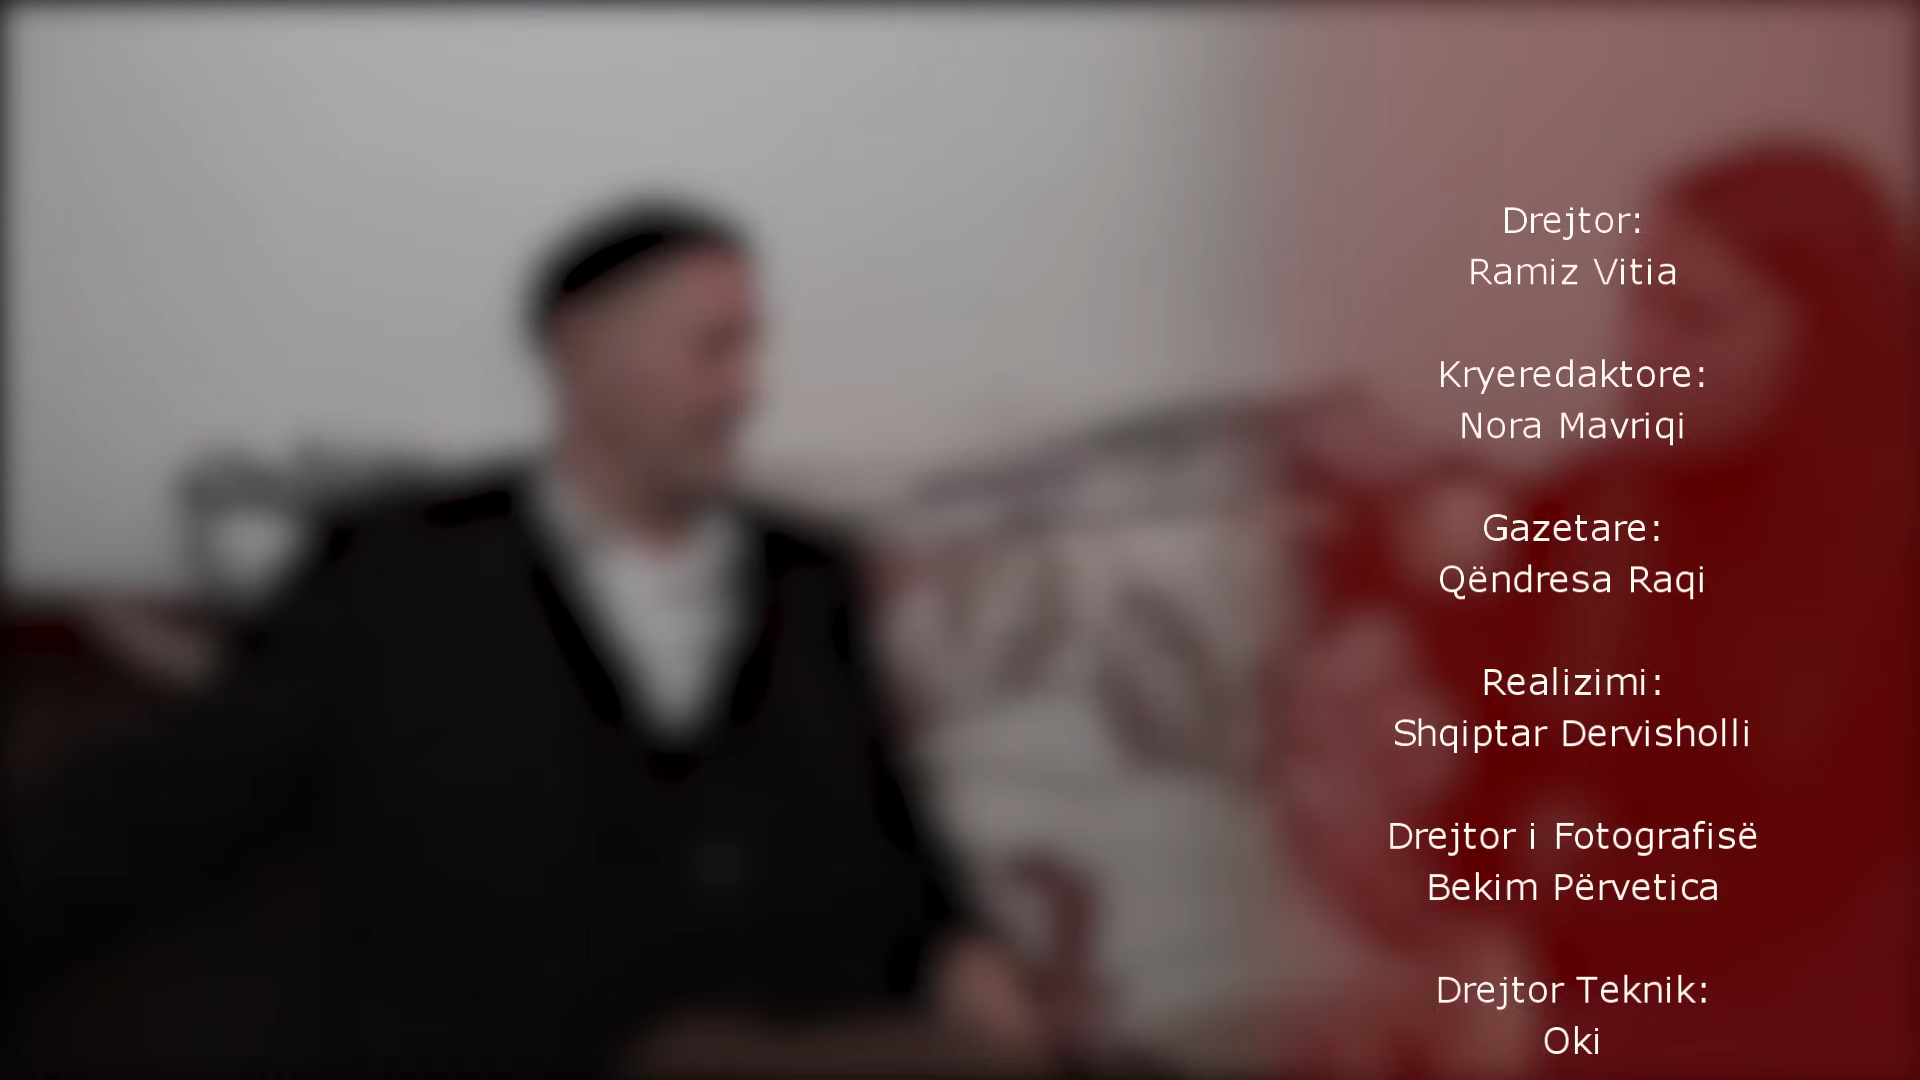 Drejtor:
Ramiz Vitia
Kryeredaktore:
Nora Mavriqi
Gazetare:
Qëndresa Raqi
Realizimi:
Shqiptar Dervisholli
Drejtor i Fotografisë
Bekim Përvetica
Drejtor Teknik:
Oki